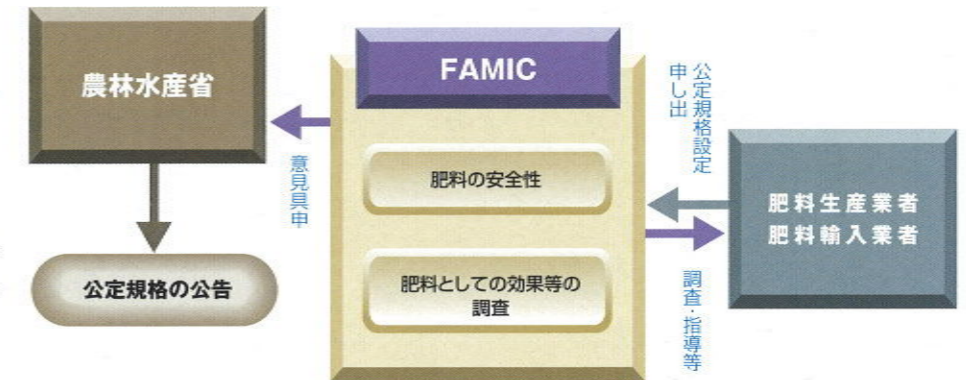 農林水産省
FAMIC
公定規格設定
申し出
意見具申
肥料の安全性
肥料生産業者
肥料輸入業者
公定規格の公告
肥料としての効果等の
調査
調査・指導等